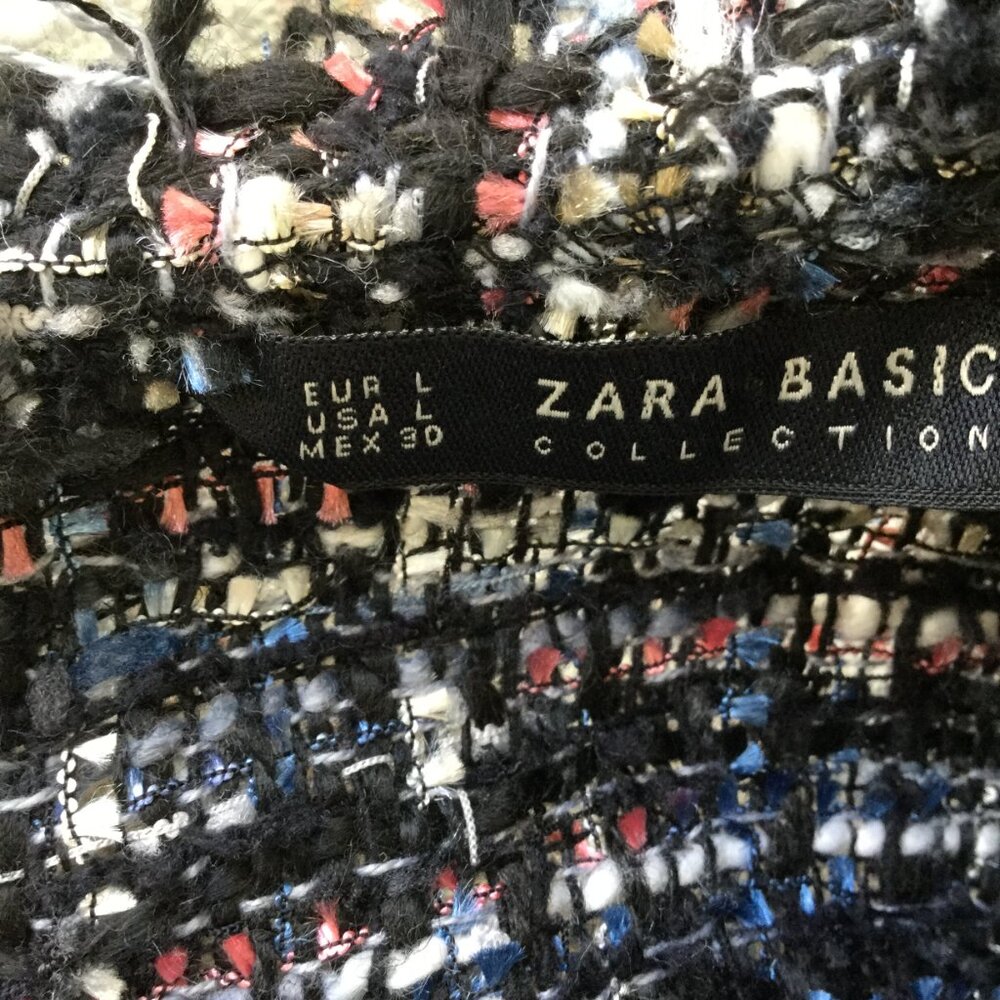 EUR L
USA L
MEX 30
ZARA BASIC
COLLECTION